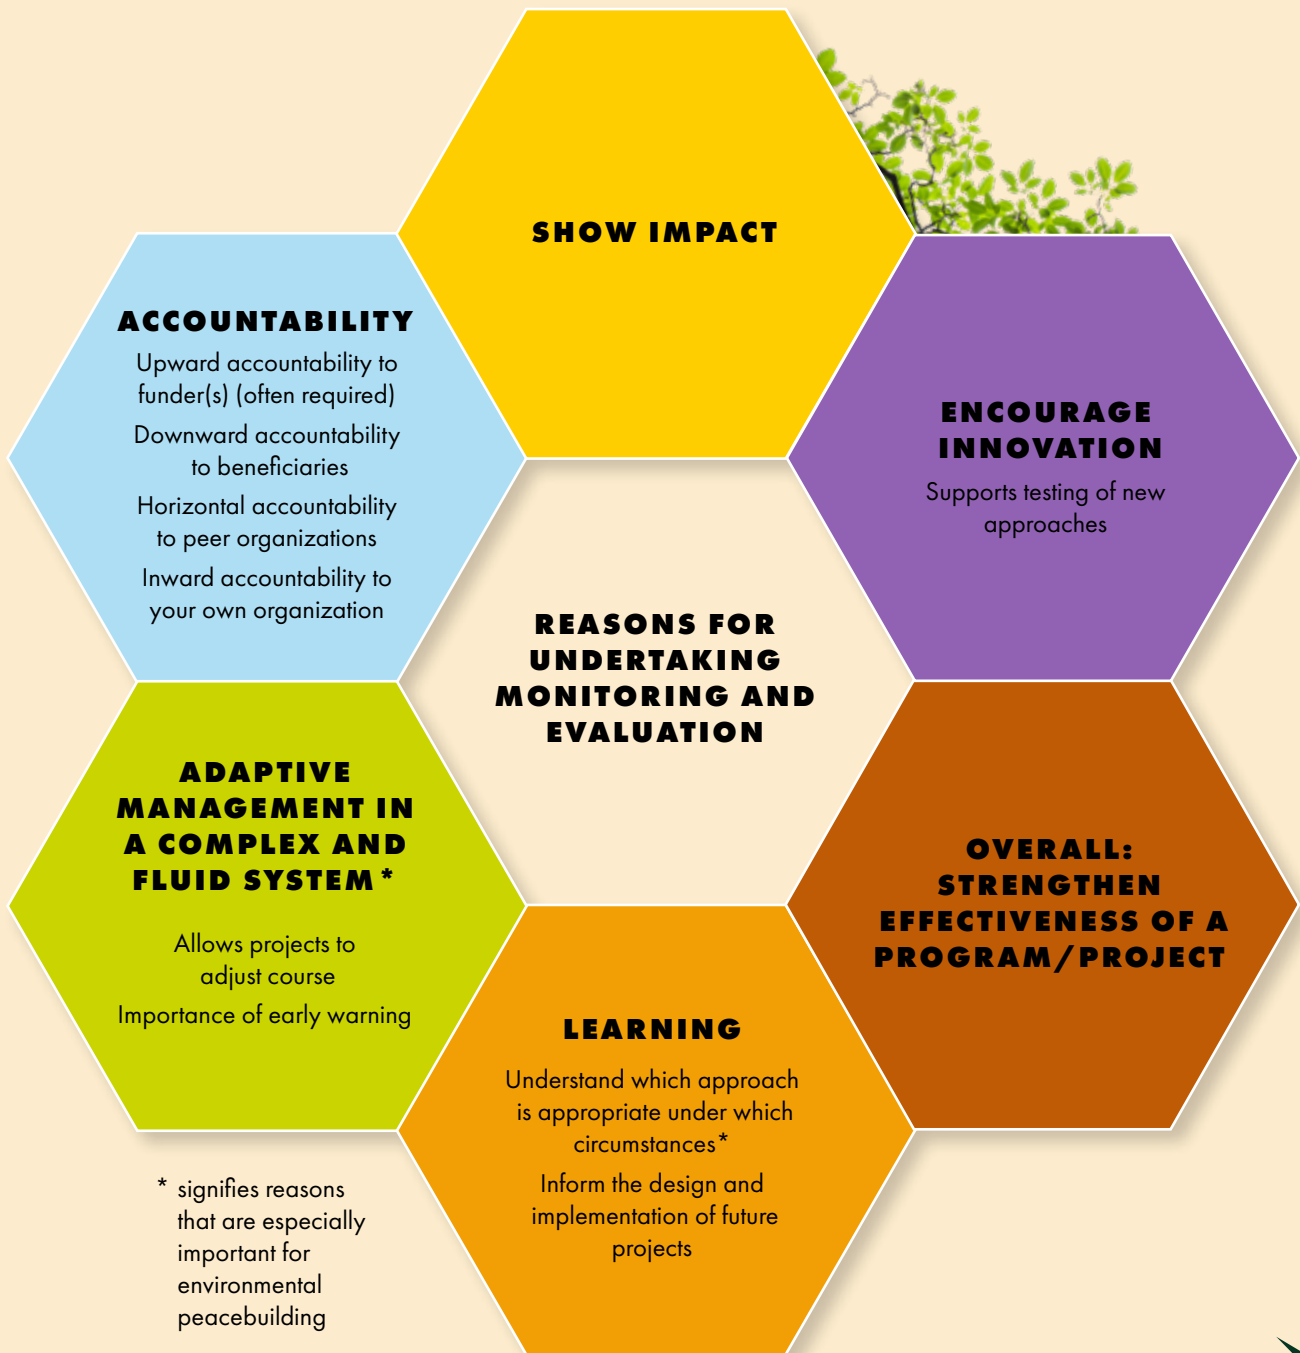 SHOW IMPACT
ACCOUNTABILITY
Upward accountability to
funder(s) (often required)
Downward accountability
to beneficiaries
Horizontal accountability
to peer organizations
Inward accountability to
your own organization
ENCOURAGE
INNOVATION
Supports testing of new
approaches
REASONS FOR
UNDERTAKING
MONITORING AND
EVALUATION
ADAPTIVE
MANAGEMENT IN
A COMPLEX AND
FLUID SYSTEM*
Allows projects to
adjust course
Importance of early warning
OVERALL:
STRENGTHEN
EFFECTIVENESS OF A
PROGRAM/PROJECT
LEARNING
Understand which approach
is appropriate under which
circumstances*
Inform the design and
implementation of future
projects
* signifies reasons
that are especially
important for
environmental
peacebuilding